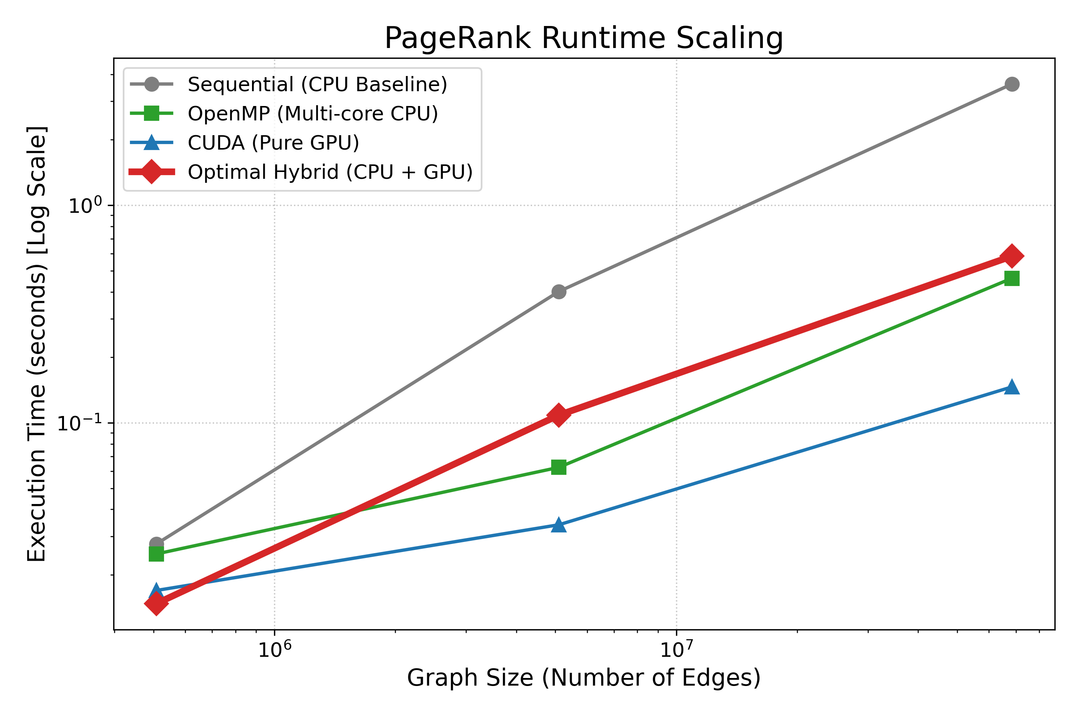 PageRank Runtime Scaling
Sequential (CPU Baseline)
OpenMP (Multi-core CPU)
CUDA (Pure GPU)
Optimal Hybrid (CPU + GPU)
Execution Time (seconds) [Log Scale]
10⁰
10⁻¹
10⁶
10⁷
Graph Size (Number of Edges)